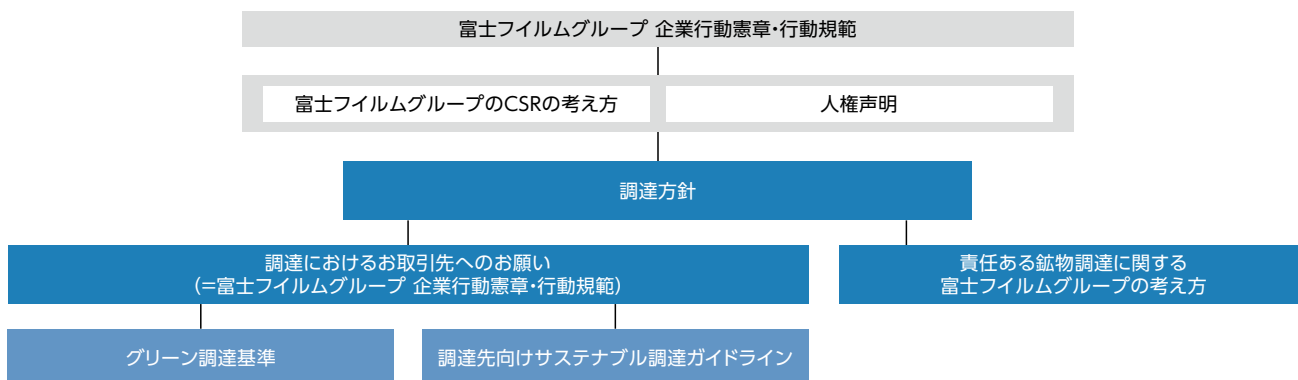 富士フイルムグループ 企業行動憲章・行動規範
富士フイルムグループのCSRの考え方
人権声明
調達方針
調達におけるお取引先へのお願い
(=富士フイルムグループ 企業行動憲章・行動規範)
責任ある鉱物調達に関する
富士フイルムグループの考え方
グリーン調達基準
調達先向けサステナブル調達ガイドライン